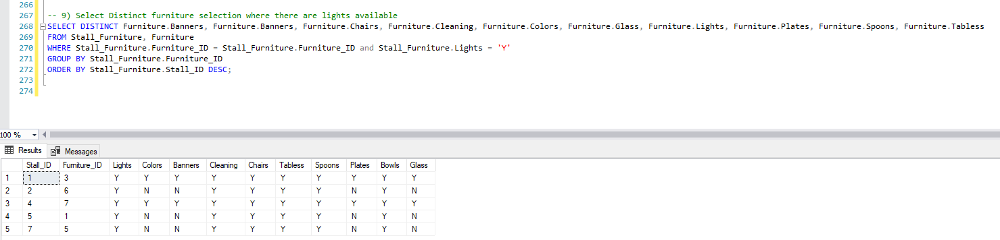 266
267 -- 9) Select Distinct furniture selection where there are lights available
268 SELECT DISTINCT Furniture.Banners, Furniture.Banners, Furniture.Chairs, Furniture.Cleaning, Furniture.Colors, Furniture.Glass, Furniture.Lights, Furniture.Plates, Furniture.Spoons, Furniture.Tabless
269 FROM Stall_Furniture, Furniture
270 WHERE Stall_Furniture.Furniture_ID = Stall_Furniture.Furniture_ID and Stall_Furniture.Lights = 'Y'
271 GROUP BY Stall_Furniture.Furniture_ID
272 ORDER BY Stall_Furniture.Stall_ID DESC;
273
274
100 %
Results Messages
Stall_ID Furniture_ID Lights Colors Banners Cleaning Chairs Tabless Spoons Plates Bowls Glass
1 1 3 Y Y Y Y Y Y Y Y Y Y
2 2 6 Y N N Y Y Y Y N Y N
3 4 7 Y Y Y Y Y Y Y Y Y Y
4 5 1 Y N N Y Y Y Y N Y N
5 7 5 Y N N Y Y Y Y N Y N